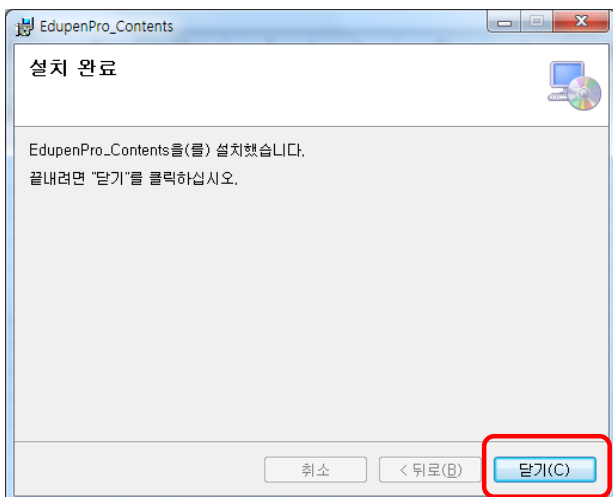 EdupenPro_Contents
설치 완료
EdupenPro_Contents을(를) 설치했습니다.
끝내려면 "닫기"를 클릭하십시오.
취소
< 뒤로(B)
닫기(C)